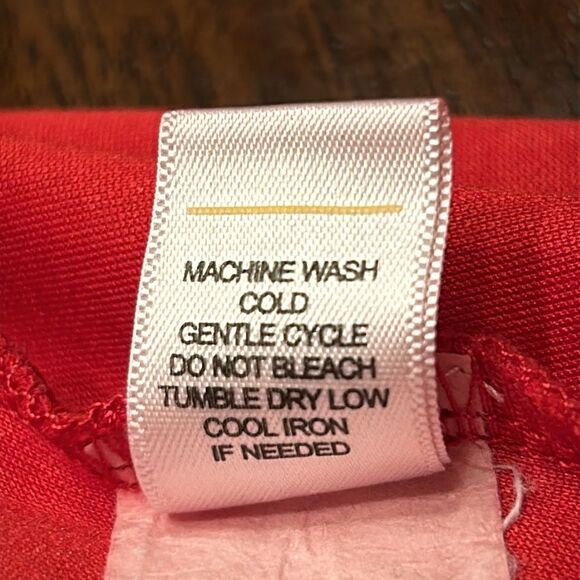 MACHINE WASH
COLD
GENTLE CYCLE
DO NOT BLEACH
TUMBLE DRY LOW
COOL IRON
IF NEEDED